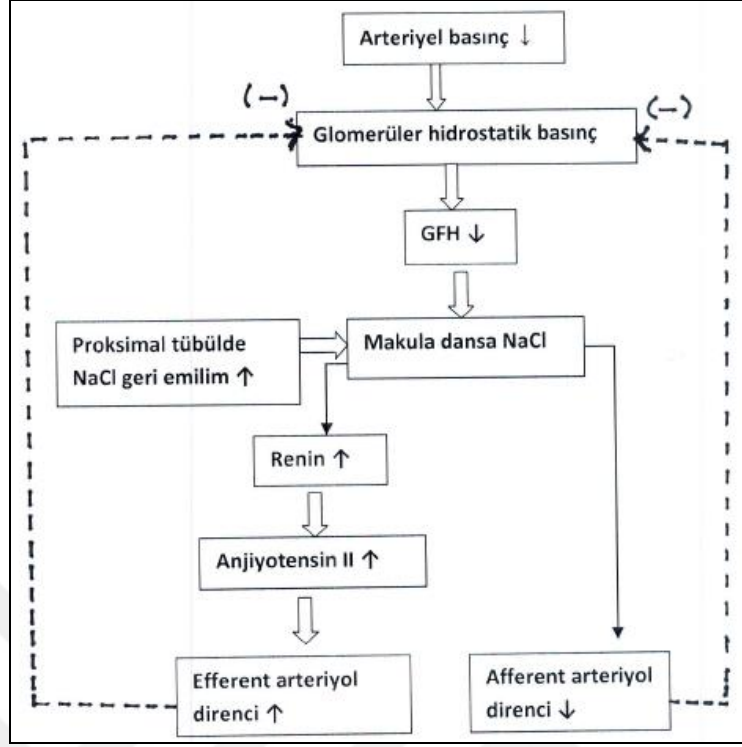 Arteriyel basınç ↓
(−)
(−)
Glomerüler hidrostatik basınç
GFH ↓
Proksimal tübülde
NaCl geri emilim ↑
Makula dansa NaCl
Renin ↑
Anjiyotensin II ↑
Efferent arteriyol
direnci ↑
Afferent arteriyol
direnci ↓